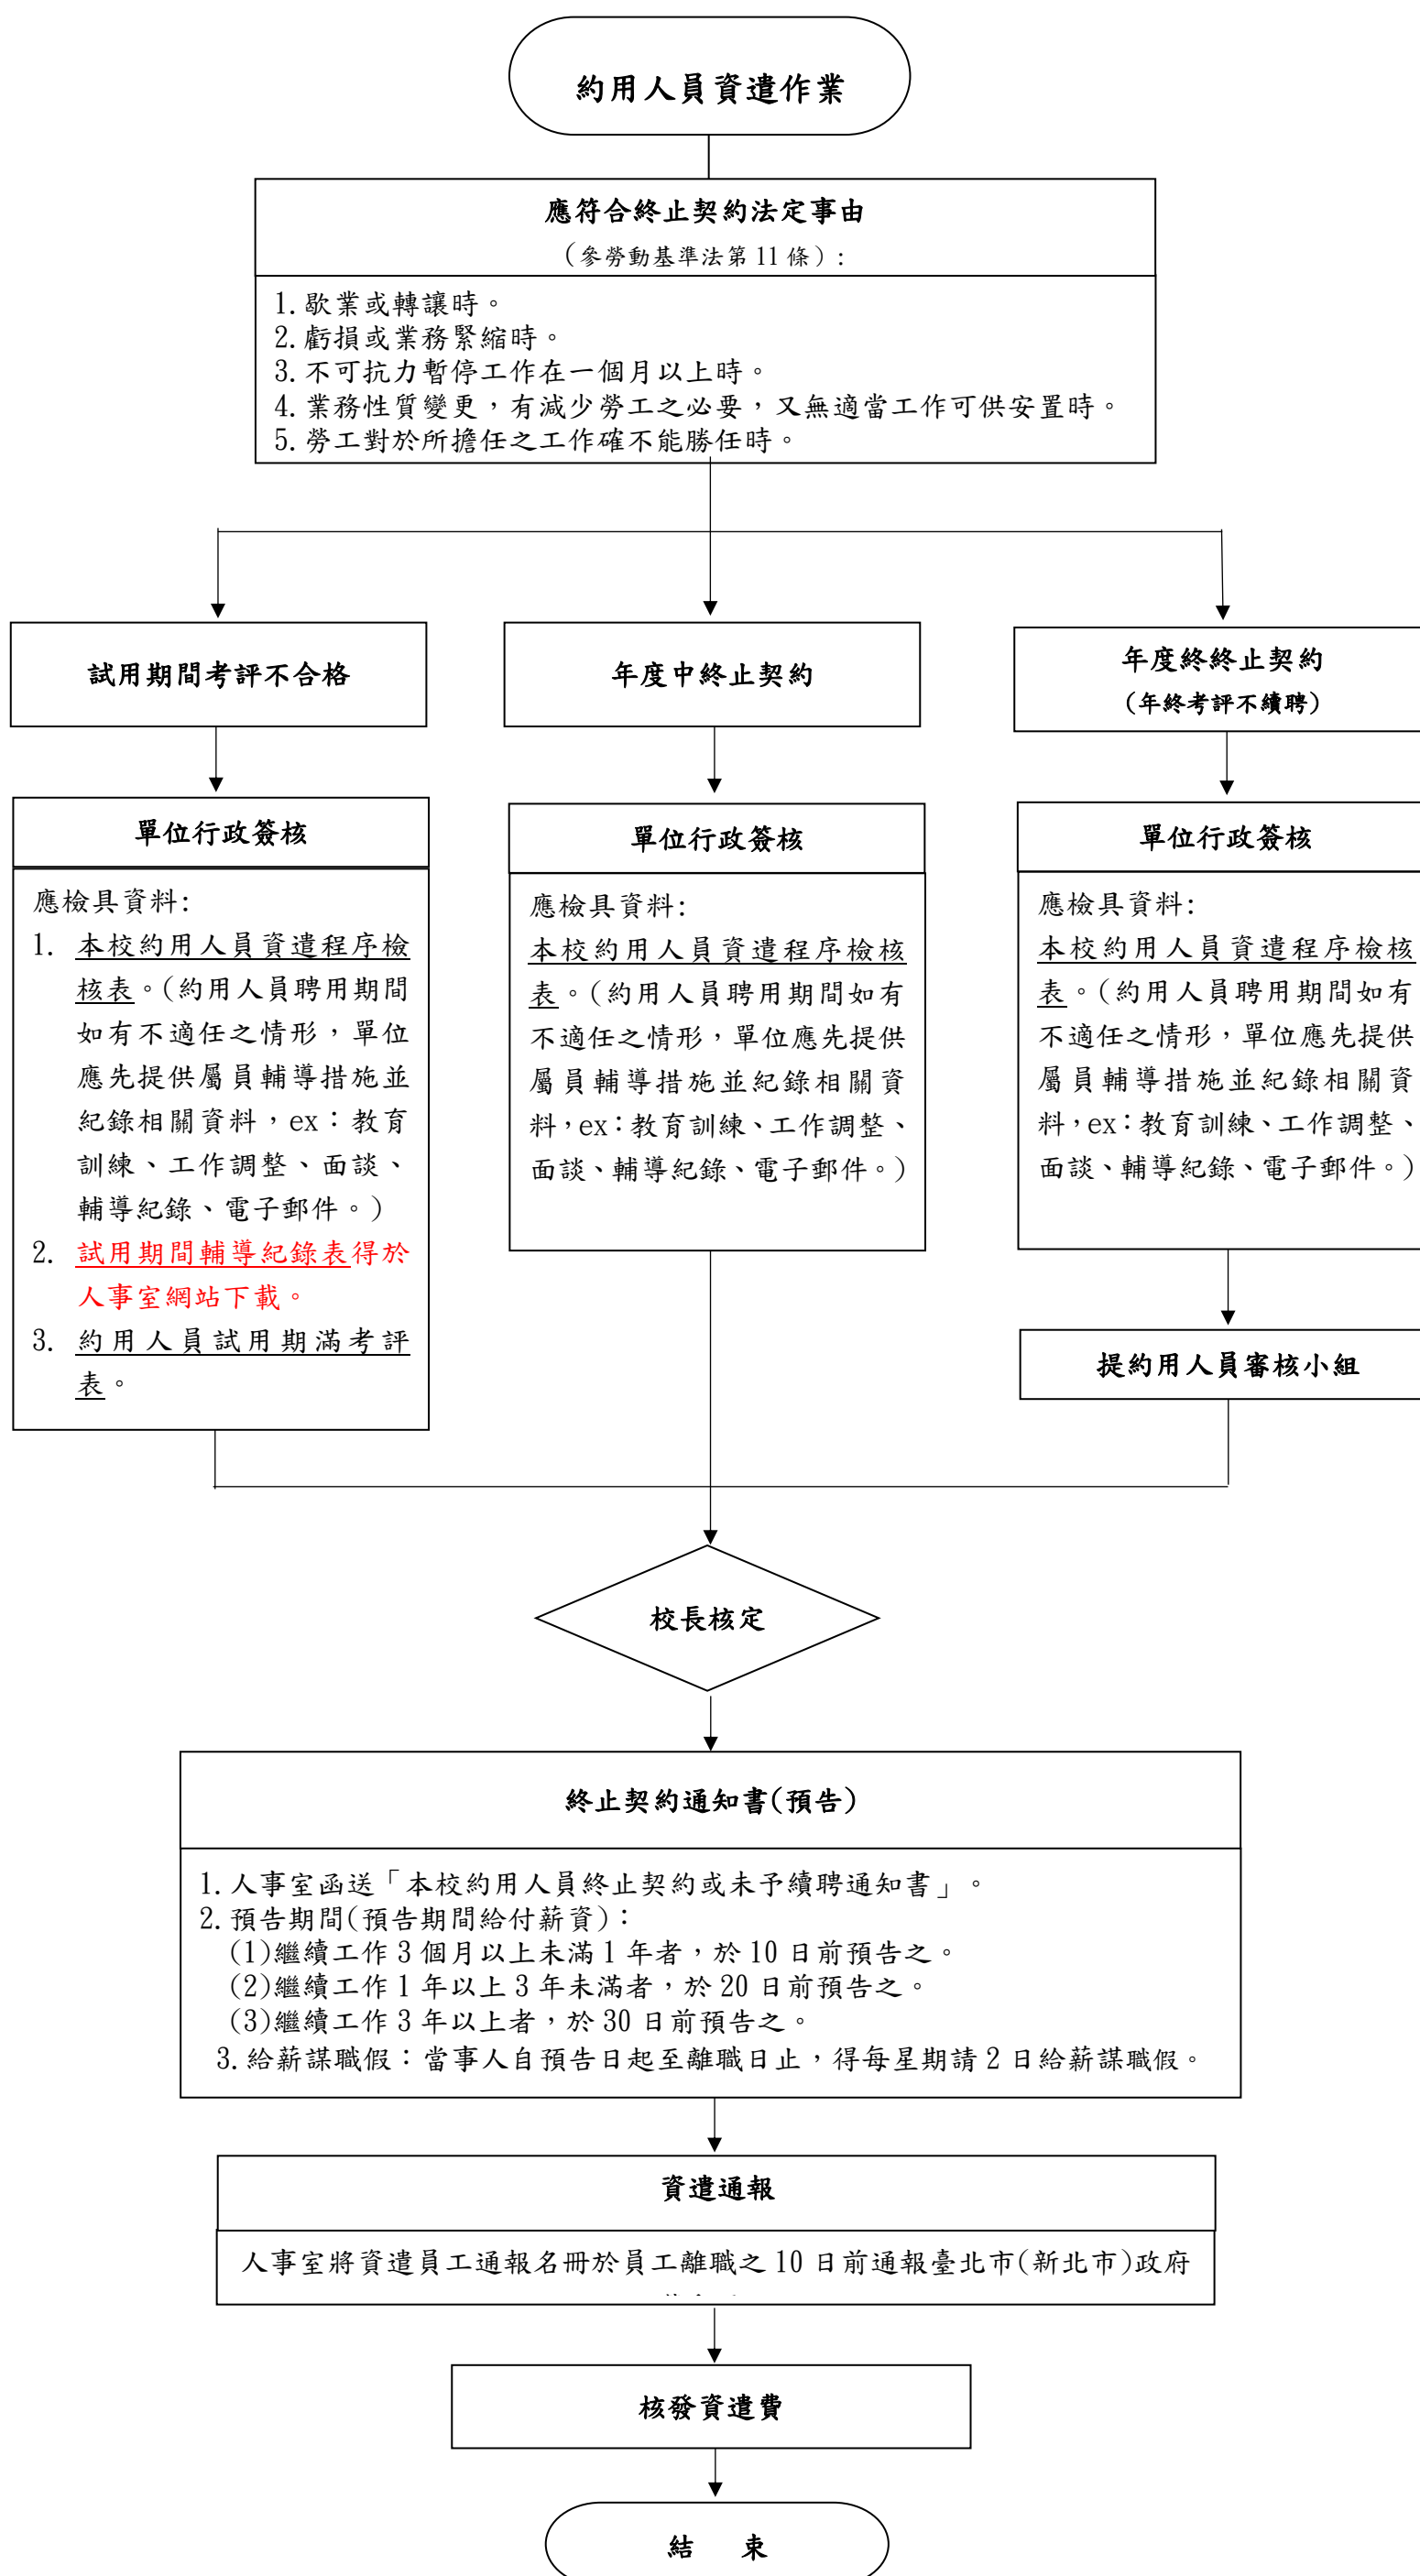 約用人員資遣作業
應符合終止契約法定事由
（參勞動基準法第 11 條）:
1.歇業或轉讓時。
2.虧損或業務緊縮時。
3.不可抗力暫停工作在一個月以上時。
4.業務性質變更，有減少勞工之必要，又無適當工作可供安置時。
5.勞工對於所擔任之工作確不能勝任時。
試用期間考評不合格
年度中終止契約
年度終終止契約
(年終考評不續聘)
單位行政簽核
應檢具資料:
1. 本校約用人員資遣程序檢
核表。(約用人員聘用期間
如有不適任之情形，單位
應先提供屬員輔導措施並
紀錄相關資料，ex：教育
訓練、工作調整、面談、
輔導紀錄、電子郵件。)
2. 試用期間輔導紀錄表得於
人事室網站下載。
3. 約用人員試用期滿考評
表。
單位行政簽核
應檢具資料:
本校約用人員資遣程序檢核
表。(約用人員聘用期間如有
不適任之情形，單位應先提供
屬員輔導措施並紀錄相關資
料，ex：教育訓練、工作調整、
面談、輔導紀錄、電子郵件。)
單位行政簽核
應檢具資料:
本校約用人員資遣程序檢核
表。(約用人員聘用期間如有
不適任之情形，單位應先提供
屬員輔導措施並紀錄相關資
料，ex：教育訓練、工作調整、
面談、輔導紀錄、電子郵件。)
提約用人員審核小組
校長核定
終止契約通知書(預告)
1.人事室函送「本校約用人員終止契約或未予續聘通知書」。
2.預告期間(預告期間給付薪資)：
(1)繼續工作 3 個月以上未滿 1 年者，於 10 日前預告之。
(2)繼續工作 1 年以上 3 年未滿者，於 20 日前預告之。
(3)繼續工作 3 年以上者，於 30 日前預告之。
3.給薪謀職假：當事人自預告日起至離職日止，得每星期請 2 日給薪謀職假。
資遣通報
人事室將資遣員工通報名冊於員工離職之 10 日前通報臺北市(新北市)政府
核發資遣費
結 束